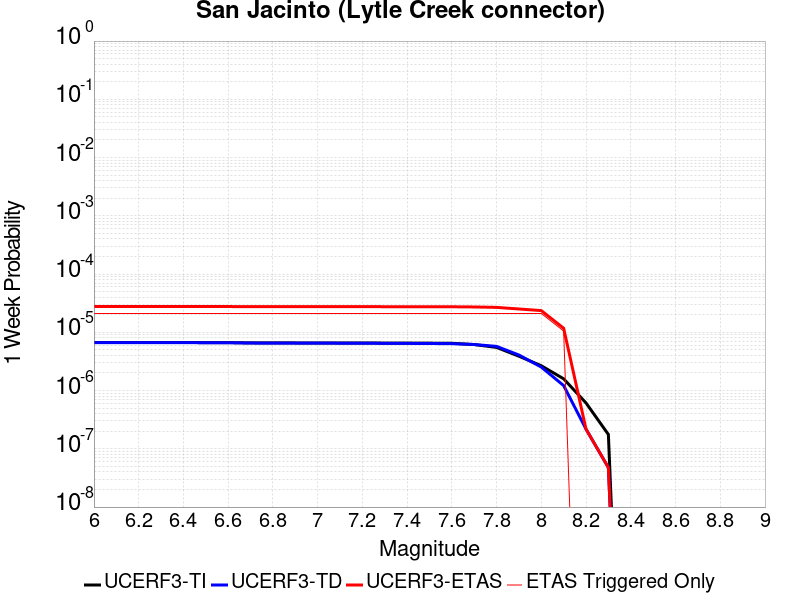 San Jacinto (Lytle Creek connector)
10^0
10^-1
10^-2
10^-3
10^-4
10^-5
10^-6
10^-7
10^-8
1 Week Probability
6 6.2 6.4 6.6 6.8 7 7.2 7.4 7.6 7.8 8 8.2 8.4 8.6 8.8 9
Magnitude
UCERF3-TI UCERF3-TD UCERF3-ETAS ETAS Triggered Only